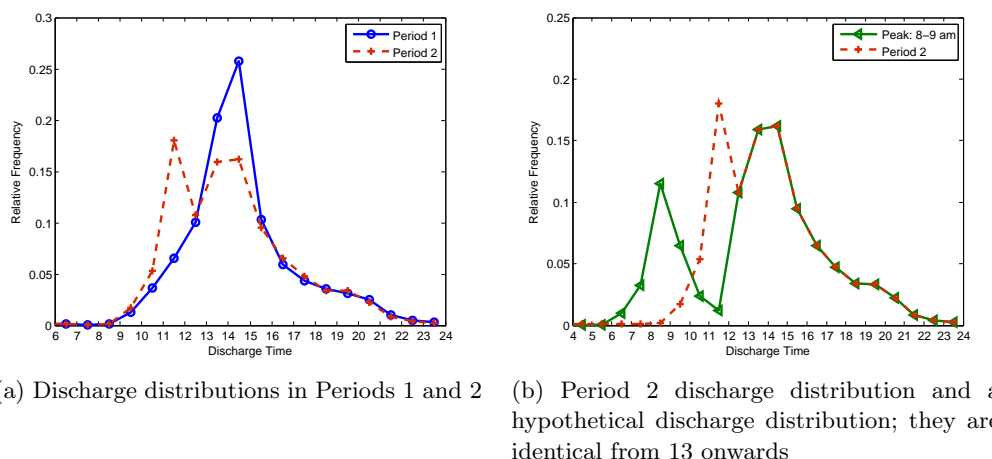 0.3
0.25
0.2
0.15
0.1
0.05
0
Relative Frequency
Period 1
Period 2
6 7 8 9 10 11 12 13 14 15 16 17 18 19 20 21 22 23 24
Discharge Time
(a) Discharge distributions in Periods 1 and 2
0.25
0.2
0.15
0.1
0.05
0
Relative Frequency
Peak: 8−9 am
Period 2
4 5 6 7 8 9 10 11 12 13 14 15 16 17 18 19 20 21 22 23 24
Discharge Time
(b) Period 2 discharge distribution and a
hypothetical discharge distribution; they are
identical from 13 onwards